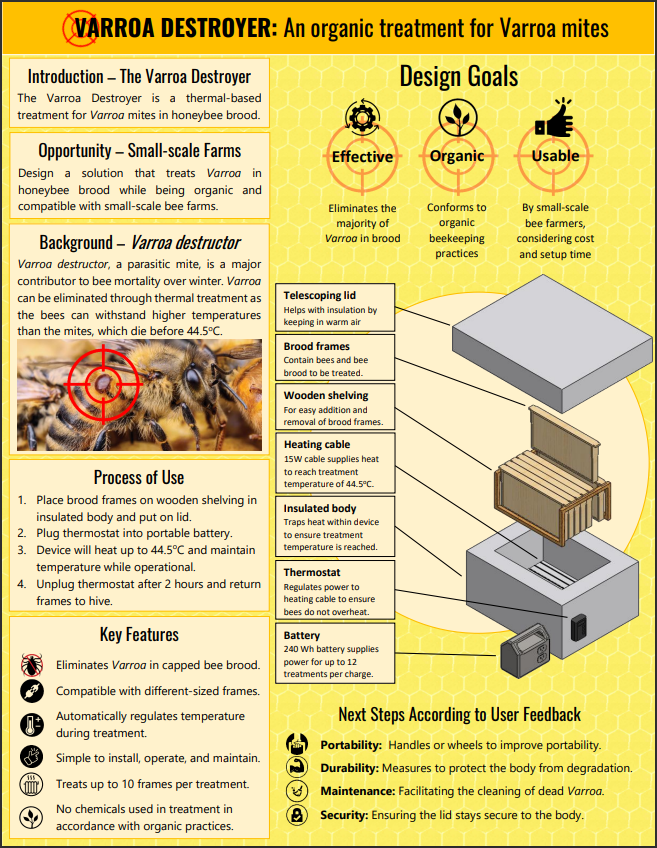 VARROA DESTROYER: An organic treatment for Varroa mites
Introduction – The Varroa Destroyer
The Varroa Destroyer is a thermal-based
treatment for Varroa mites in honeybee brood.
Opportunity – Small-scale Farms
Design a solution that treats Varroa in
honeybee brood while being organic and
compatible with small-scale bee farms.
Background – Varroa destructor
Varroa destructor, a parasitic mite, is a major
contributor to bee mortality over winter. Varroa
can be eliminated through thermal treatment as
the bees can withstand higher temperatures
than the mites, which die before 44.5°C.
Process of Use
1. Place brood frames on wooden shelving in
insulated body and put on lid.
2. Plug thermostat into portable battery.
3. Device will heat up to 44.5°C and maintain
temperature while operational.
4. Unplug thermostat after 2 hours and return
frames to hive.
Key Features
Eliminates Varroa in capped bee brood.
Compatible with different-sized frames.
Automatically regulates temperature
during treatment.
Simple to install, operate, and maintain.
Treats up to 10 frames per treatment.
No chemicals used in treatment in
accordance with organic practices.
Design Goals
Effective
Eliminates the
majority of
Varroa in brood
Organic
Conforms to
organic
beekeeping
practices
Usable
By small-scale
bee farmers,
considering cost
and setup time
Telescoping lid
Helps with insulation by
keeping in warm air
Brood frames
Contain bees and bee
brood to be treated.
Wooden shelving
For easy addition and
removal of brood frames.
Heating cable
15W cable supplies heat
to reach treatment
temperature of 44.5°C.
Insulated body
Traps heat within device
to ensure treatment
temperature is reached.
Thermostat
Regulates power to
heating cable to ensure
bees do not overheat.
Battery
240 Wh battery supplies
power for up to 12
treatments per charge.
Next Steps According to User Feedback
Portability: Handles or wheels to improve portability.
Durability: Measures to protect the body from degradation.
Maintenance: Facilitating the cleaning of dead Varroa.
Security: Ensuring the lid stays secure to the body.